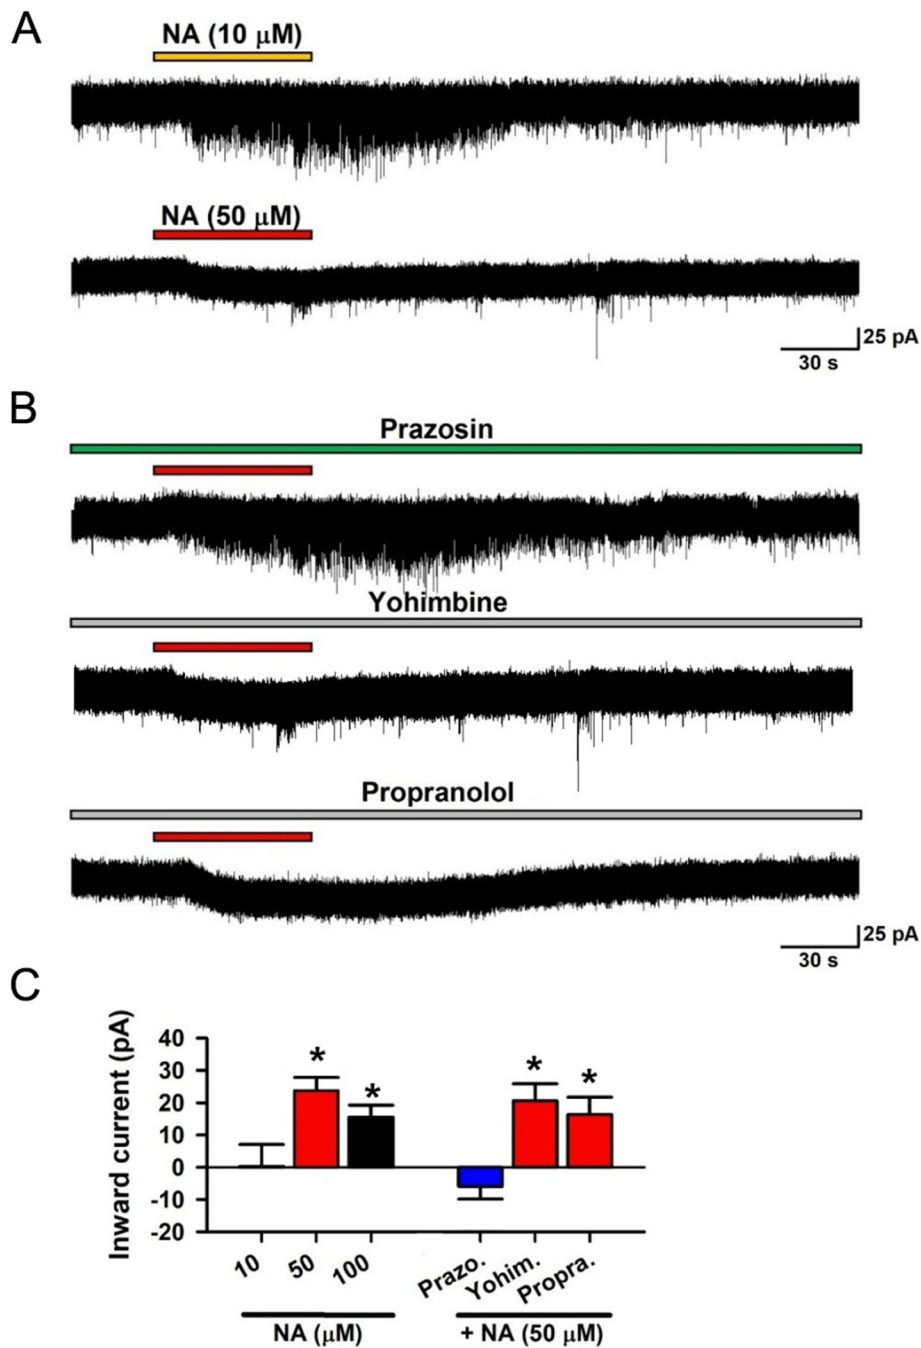 A
NA (10 μM)
NA (50 μM)
25 pA
30 s
B
Prazosin
Yohimbine
Propranolol
25 pA
30 s
C
Inward current (pA)
40
30
20
10
0
-10
-20
* * * *
10 50 100 Prazo. Yohim. Propra.
NA (μM) + NA (50 μM)